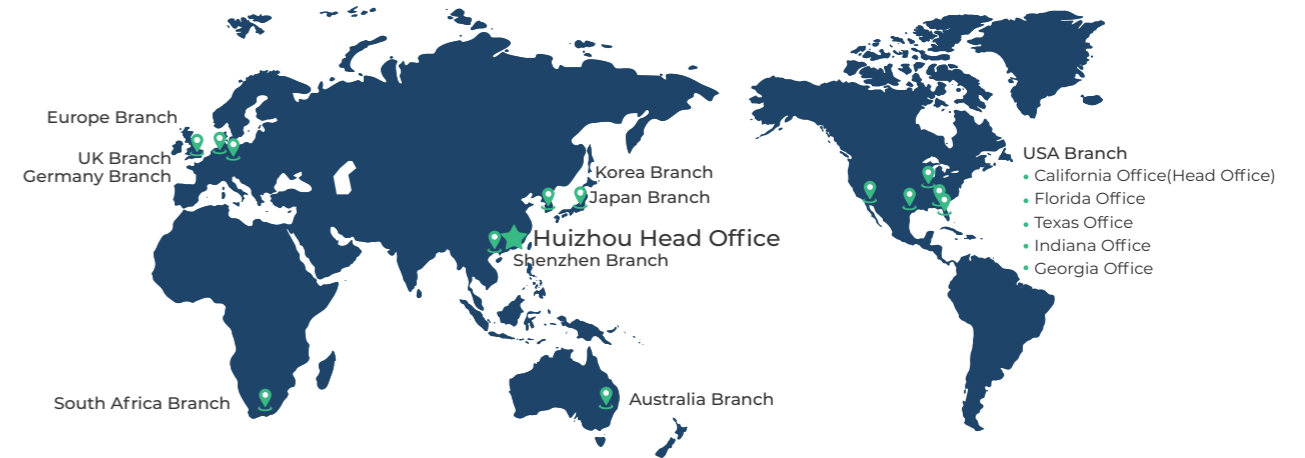 Europe Branch
UK Branch
Germany Branch
Korea Branch
Japan Branch
Huizhou Head Office
Shenzhen Branch
South Africa Branch
Australia Branch
USA Branch
• California Office(Head Office)
• Florida Office
• Texas Office
• Indiana Office
• Georgia Office